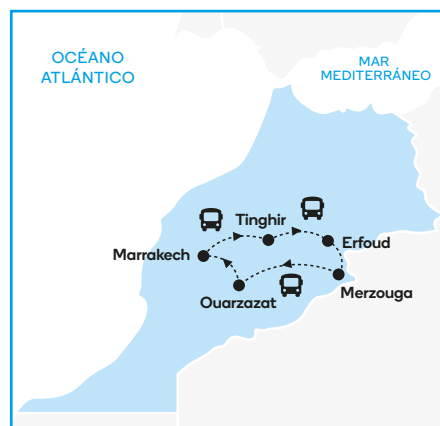 OCÉANO
ATLÁNTICO
MAR
MEDITERRÁNEO
Tinghir
Erfoud
Marrakech
Ouarzazat
Merzouga